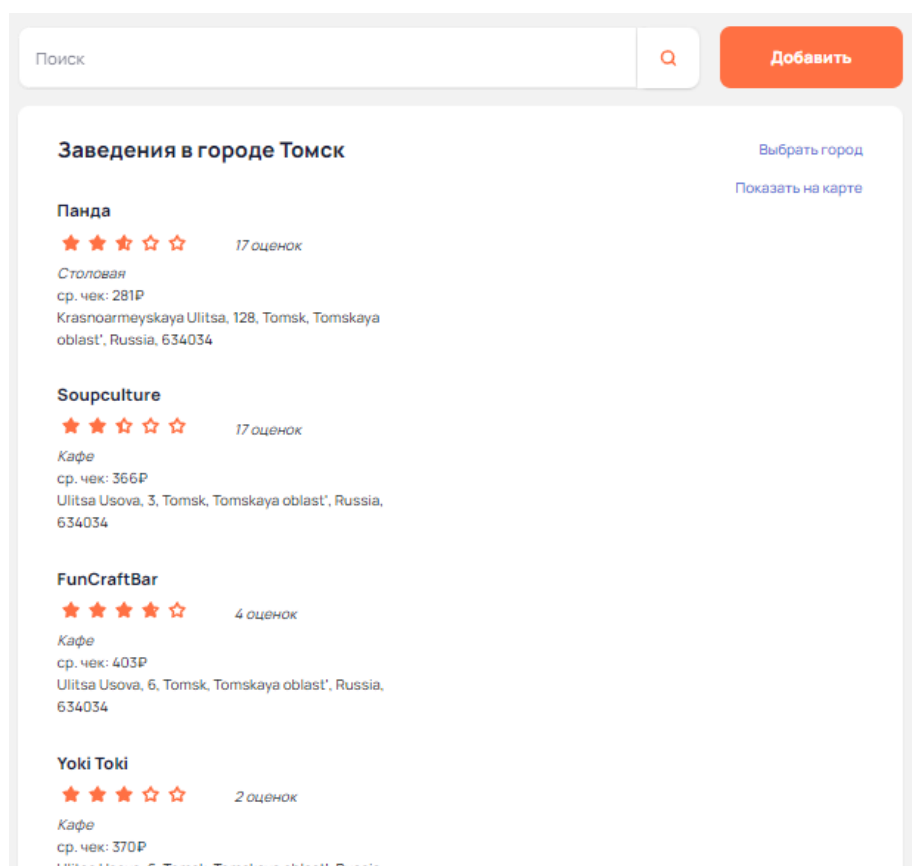 Поиск
Добавить
Заведения в городе Томск
Выбрать город
Показать на карте
Панда
17 оценок
Столовая
ср. чек: 281₽
Krasnoarmeyskaya Ulitsa, 128, Tomsk, Tomskaya
oblast', Russia, 634034
Soupculture
17 оценок
Кафе
ср. чек: 366₽
Ulitsa Usova, 3, Tomsk, Tomskaya oblast', Russia,
634034
FunCraftBar
4 оценок
Кафе
ср. чек: 403₽
Ulitsa Usova, 6, Tomsk, Tomskaya oblast', Russia,
634034
Yoki Toki
2 оценок
Кафе
ср. чек: 370₽